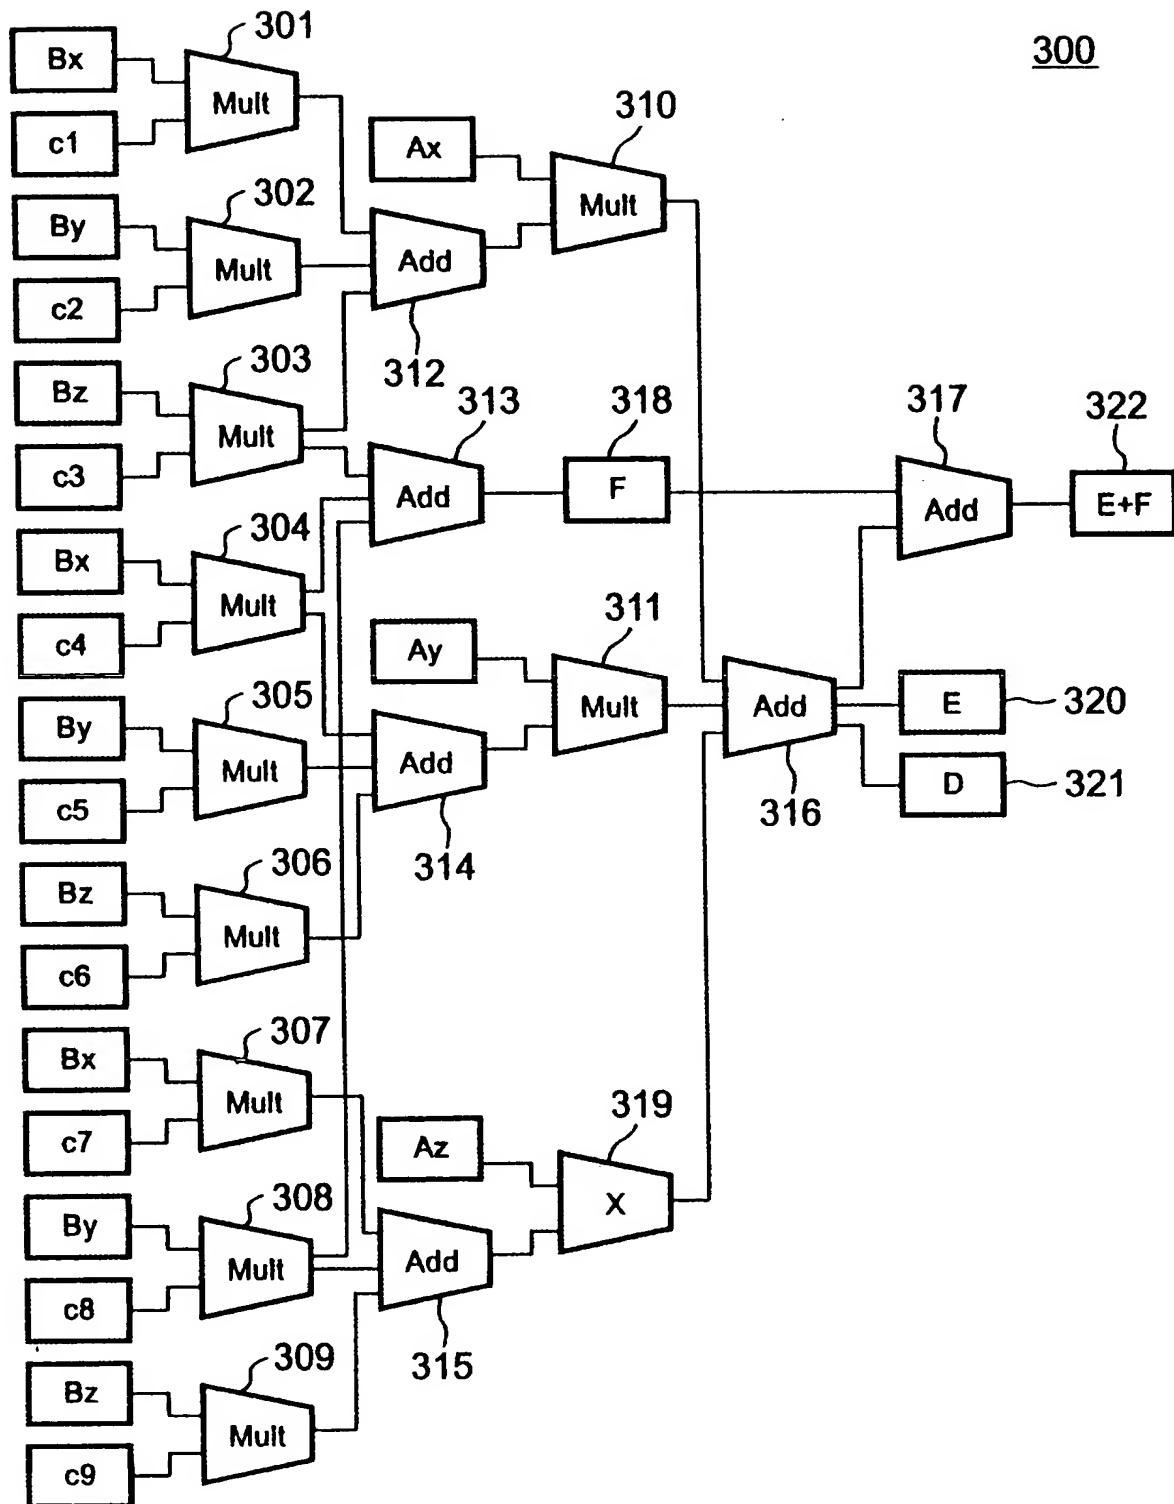 300
301
Bx
Mult
c1
310
Ax
Mult
302
By
Mult
Add
c2
312
303
Bz
Mult
c3
313
318
317
322
Add
F
Add
E+F
304
Bx
Mult
c4
311
Ay
Mult
305
By
Mult
Add
c5
314
Add
316
E
320
D
321
306
Bz
Mult
c6
307
Bx
Mult
c7
319
Az
X
308
By
Mult
Add
c8
315
309
Bz
Mult
c9